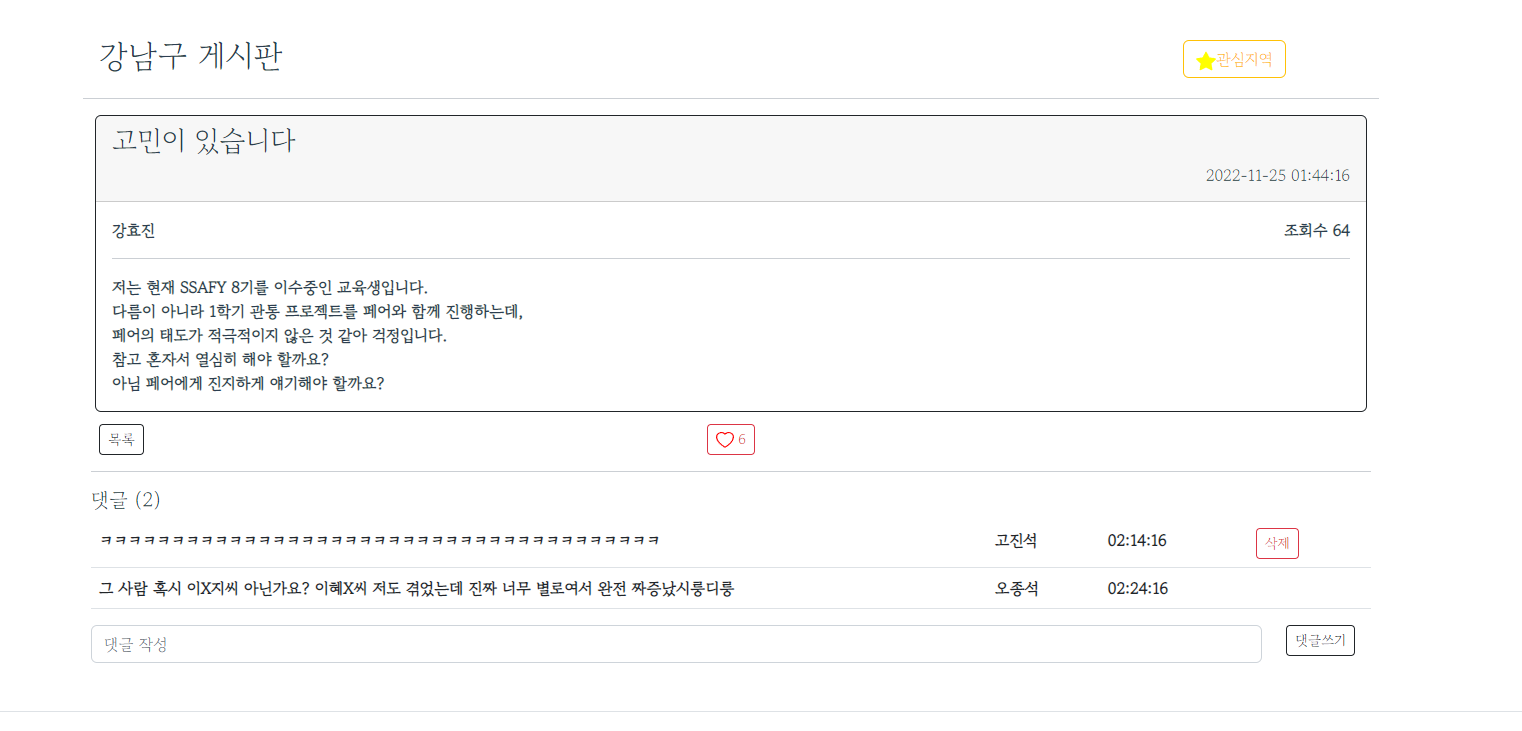 강남구 게시판
관심지역
고민이 있습니다
2022-11-25 01:44:16
강효진 조회수 64
저는 현재 SSAFY 8기를 이수중인 교육생입니다.
다름이 아니라 1학기 관통 프로젝트를 페어와 함께 진행하는데,
페어의 태도가 적극적이지 않은 것 같아 걱정입니다.
참고 혼자서 열심히 해야 할까요?
아님 페어에게 진지하게 얘기해야 할까요?
목록 6
댓글 (2)
ㅋㅋㅋㅋㅋㅋㅋㅋㅋㅋㅋㅋㅋㅋㅋㅋㅋㅋㅋㅋㅋㅋㅋㅋㅋㅋㅋㅋㅋㅋㅋㅋㅋㅋㅋㅋㅋㅋㅋ 고진석 02:14:16 삭제
그 사람 혹시 이X지씨 아닌가요? 이혜X씨 저도 겪었는데 진짜 너무 별로여서 완전 짜증났시릉디릉 오종석 02:24:16
댓글 작성 댓글쓰기